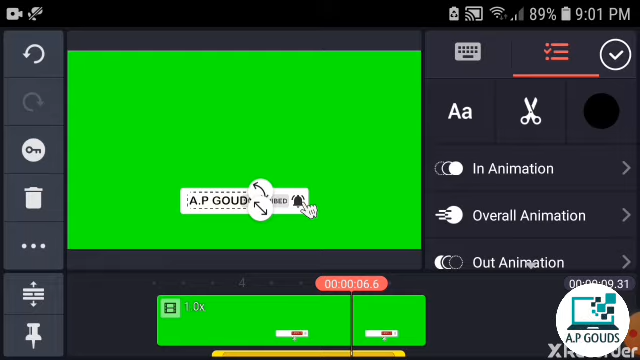 89% 9:01 PM
Aa
In Animation
Overall Animation
Out Animation
A.P GOUD
BED
4
00:00:06.6
00:00:09.31
1.0x
A.P GOUDS
XRecorder